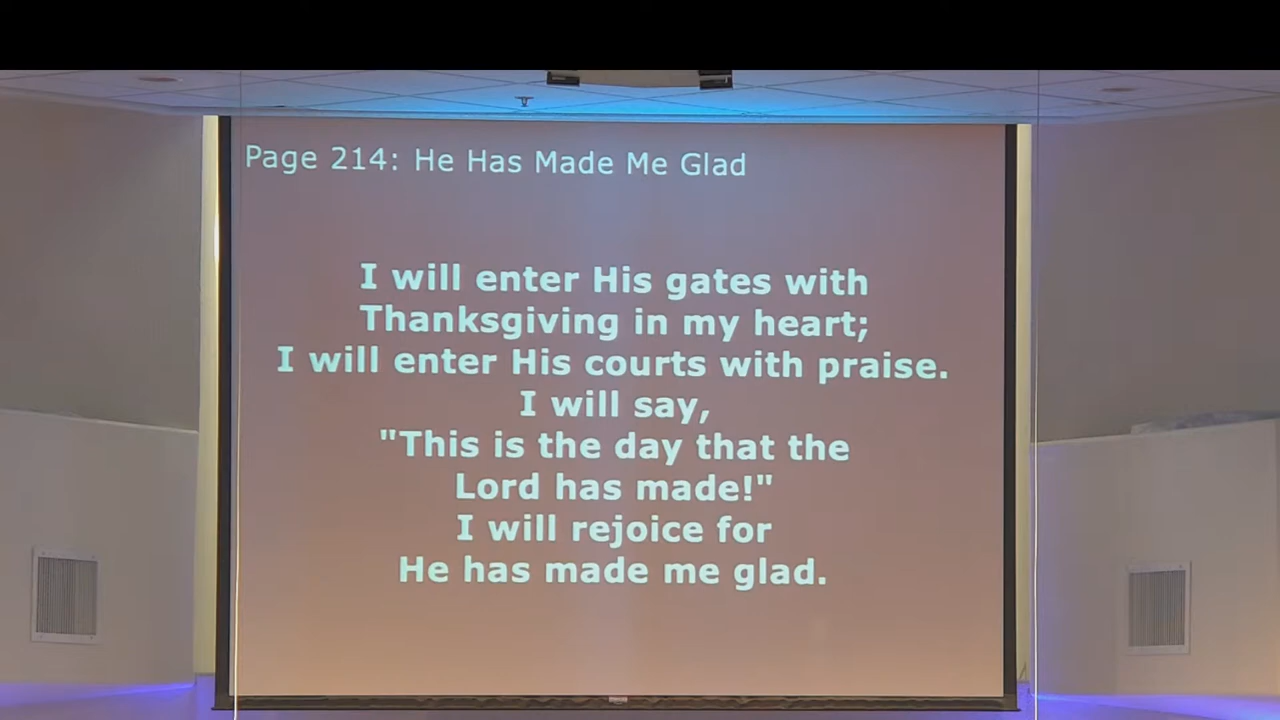 Page 214: He Has Made Me Glad
I will enter His gates with
Thanksgiving in my heart;
I will enter His courts with praise.
I will say,
"This is the day that the
Lord has made!"
I will rejoice for
He has made me glad.